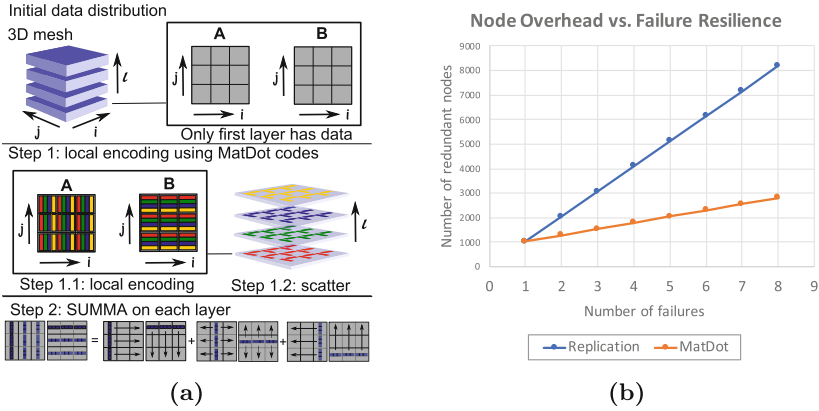 Initial data distribution
3D mesh
l
j
i
A
B
j
j
i
i
Only first layer has data
Step 1: local encoding using MatDot codes
A
B
j
j
i
i
l
Step 1.1: local encoding
Step 1.2: scatter
Step 2: SUMMA on each layer
= + +
(a)
Node Overhead vs. Failure Resilience
Number of redundant nodes
9000
8000
7000
6000
5000
4000
3000
2000
1000
0
0 1 2 3 4 5 6 7 8 9
Number of failures
Replication MatDot
(b)